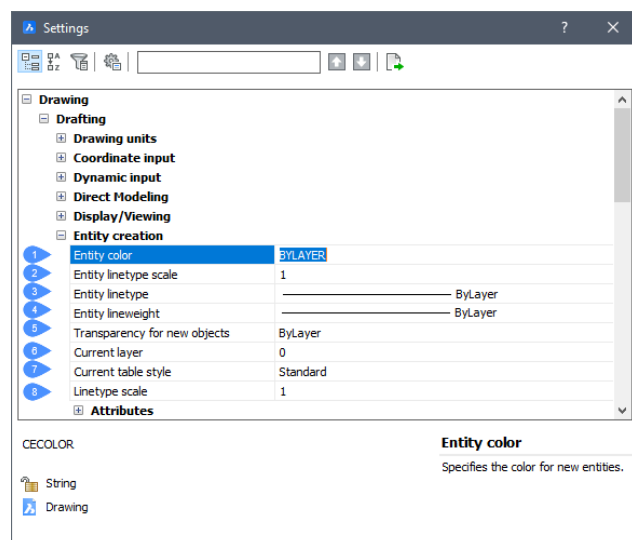 Settings
Drawing
Drafting
Drawing units
Coordinate input
Dynamic input
Direct Modeling
Display/Viewing
Entity creation
1 Entity color BYLAYER
2 Entity linetype scale 1
3 Entity linetype ByLayer
4 Entity lineweight ByLayer
5 Transparency for new objects ByLayer
6 Current layer 0
7 Current table style Standard
8 Linetype scale 1
Attributes
CECOLOR
String
Drawing
Entity color
Specifies the color for new entities.